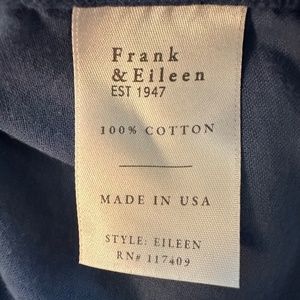 Frank
& Eileen
EST 1947
100% COTTON
MADE IN USA
STYLE: EILEEN
RN# 117409